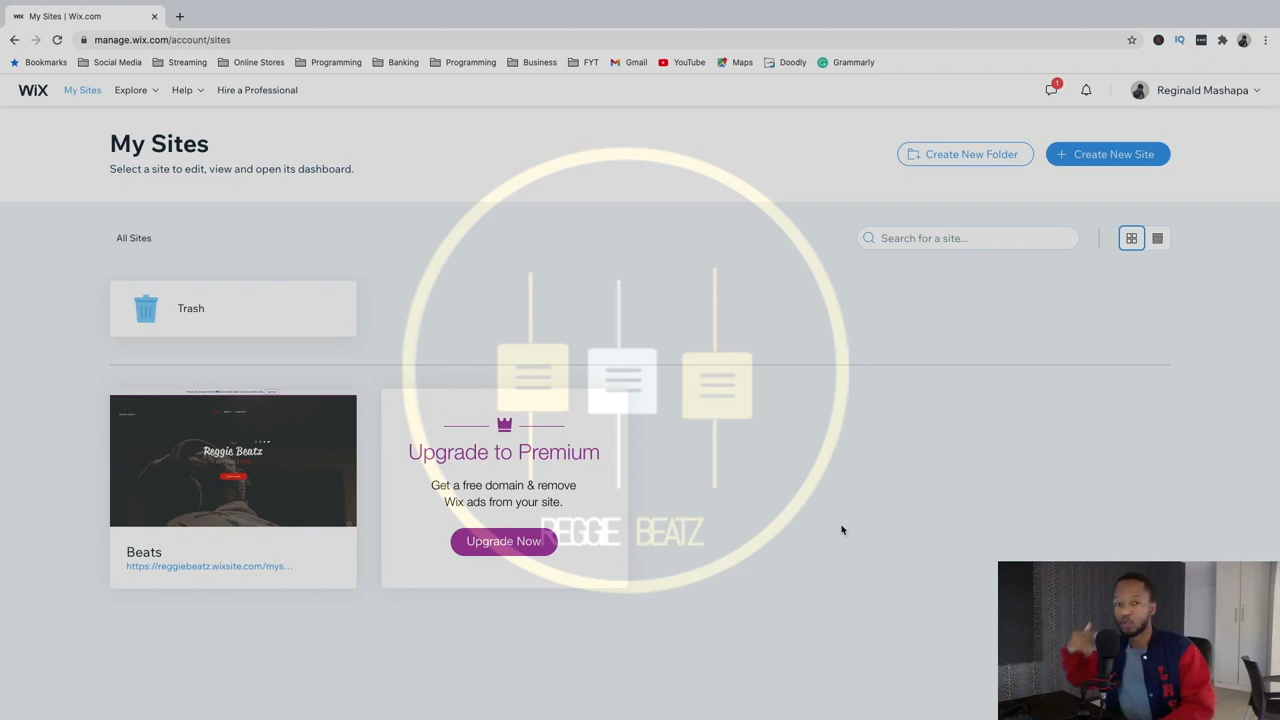 WiX My Sites | Wix.com
manage.wix.com/account/sites
Bookmarks Social Media Streaming Online Stores Programming Banking Programming Business FYT Gmail YouTube Maps Doodly Grammarly
WiX My Sites Explore Help Hire a Professional 1 Reginald Mashapa
My Sites
Select a site to edit, view and open its dashboard.
Create New Folder
+ Create New Site
All Sites
Search for a site...
Trash
Reggie Beatz
Upgrade to Premium
Get a free domain & remove
Wix ads from your site.
Upgrade Now
REGGIE BEATZ
Beats
https://reggiebeatz.wixsite.com/mys...